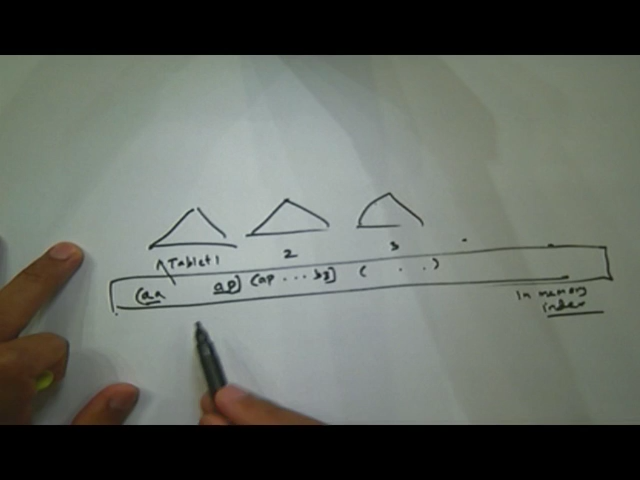 Tablet 1 2 3
(aa ap] (ap ... bz] ( . . . )
In memory
index